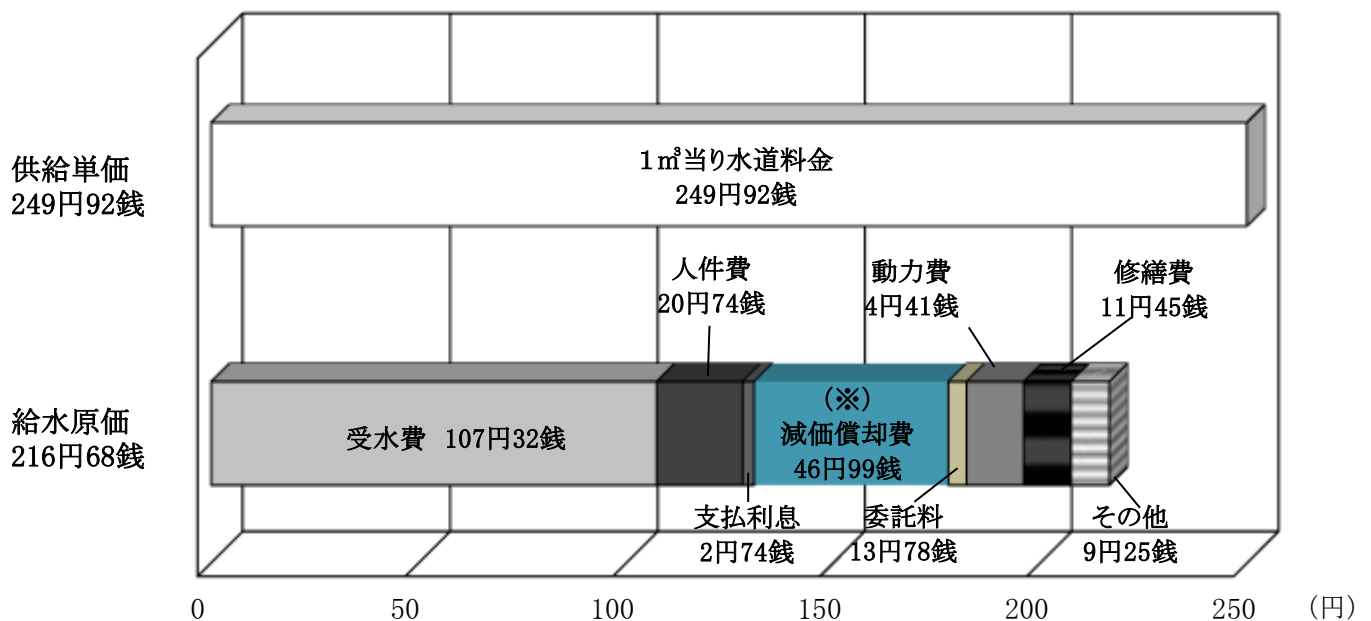 供給単価
249円92銭
1㎥当り水道料金
249円92銭
人件費
20円74銭
動力費
4円41銭
修繕費
11円45銭
給水原価
216円68銭
受水費 107円32銭
(※)
減価償却費
46円99銭
支払利息
2円74銭
委託料
13円78銭
その他
9円25銭
0 50 100 150 200 250 (円)